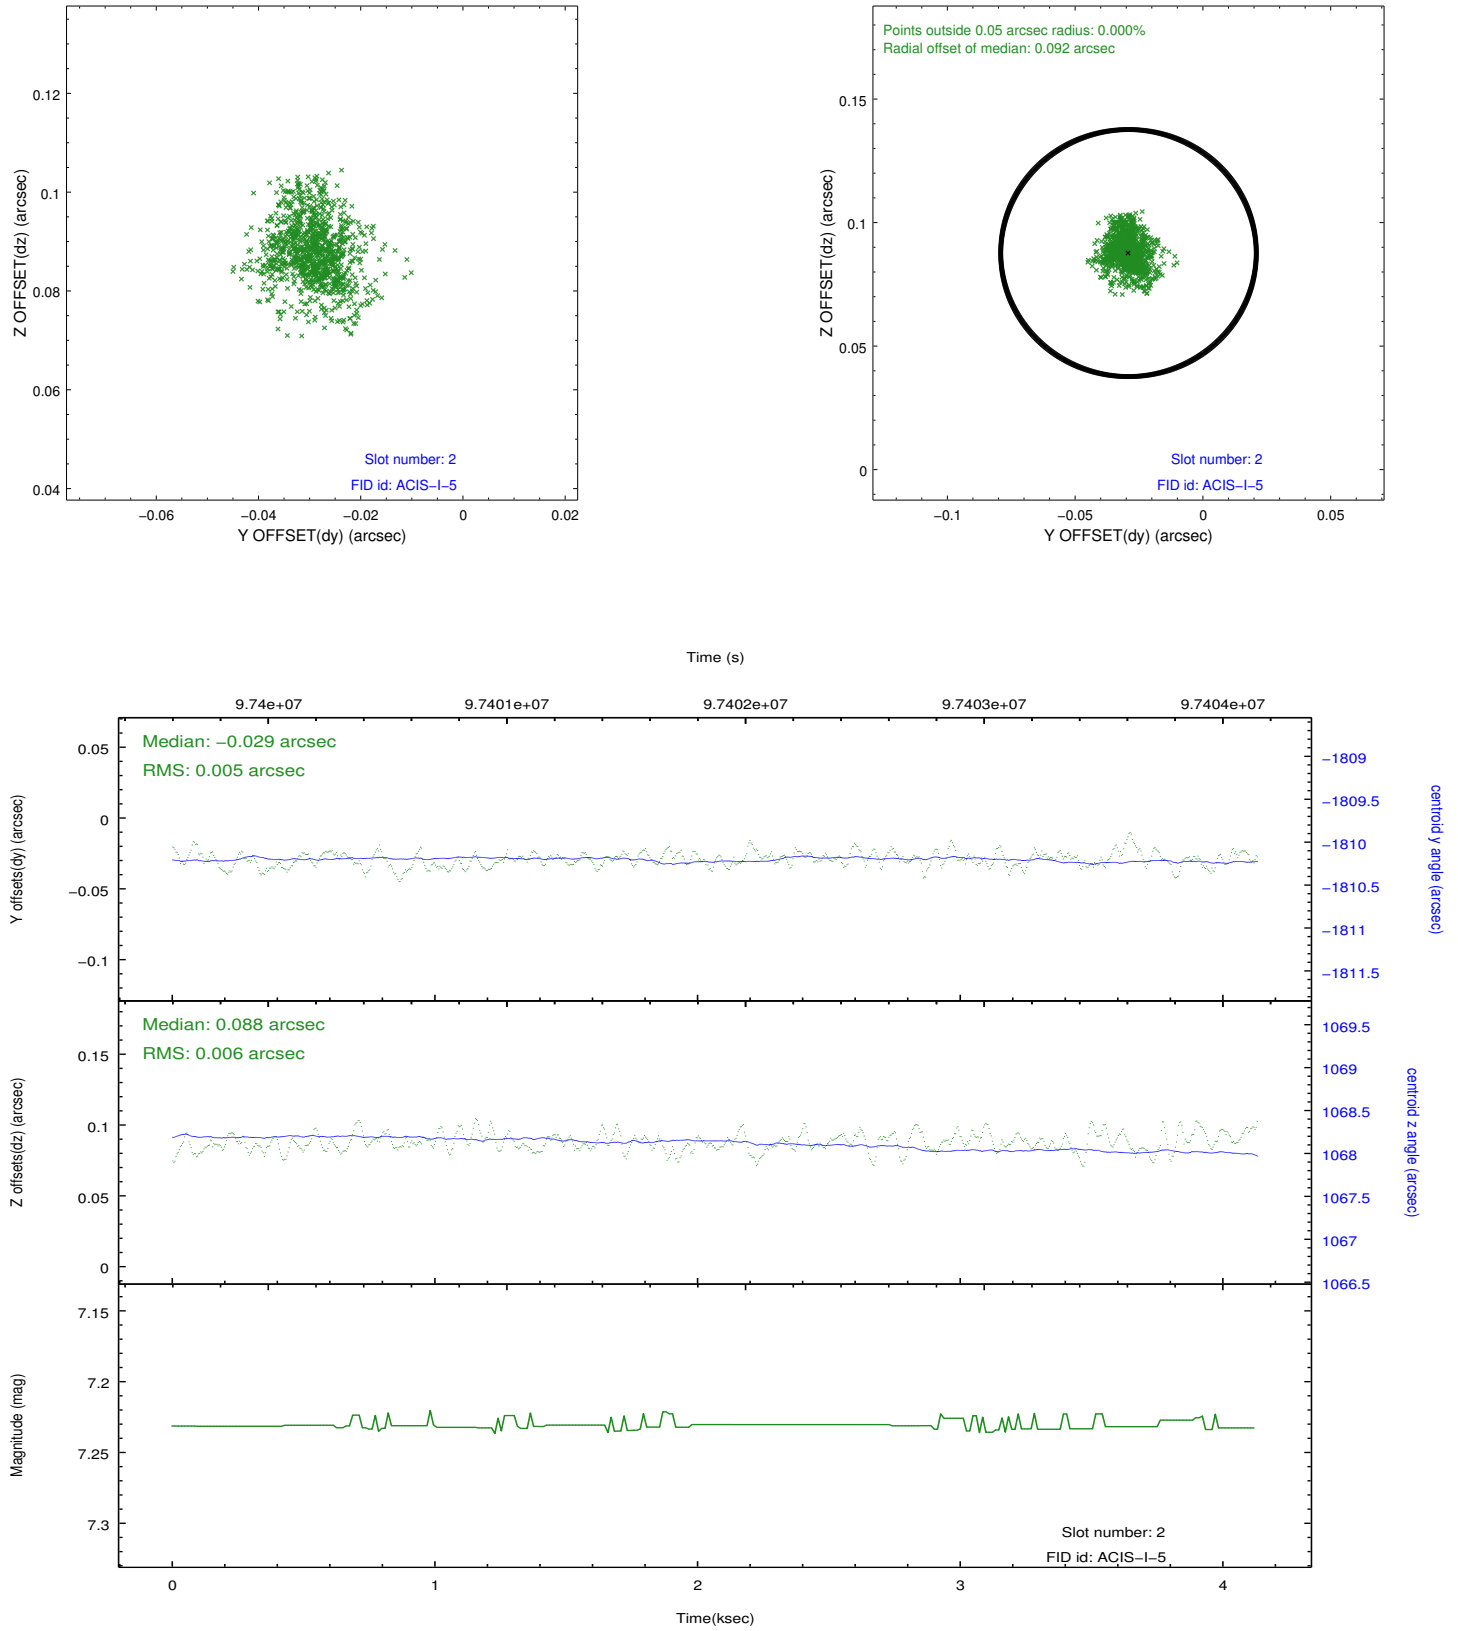 0.12
0.1
0.08
0.06
0.04
Z OFFSET(dz) (arcsec)
Slot number: 2
FID id: ACIS−I−5
−0.06 −0.04 −0.02 0 0.02
Y OFFSET(dy) (arcsec)
Points outside 0.05 arcsec radius: 0.000%
Radial offset of median: 0.092 arcsec
0.15
0.1
0.05
0
Z OFFSET(dz) (arcsec)
Slot number: 2
FID id: ACIS−I−5
−0.1 −0.05 0 0.05
Y OFFSET(dy) (arcsec)
Time (s)
9.74e+07 9.7401e+07 9.7402e+07 9.7403e+07 9.7404e+07
Median: −0.029 arcsec
RMS: 0.005 arcsec
0.05
0
−0.05
−0.1
Y offsets(dy) (arcsec)
−1809
−1809.5
−1810
−1810.5
−1811
−1811.5
centroid y angle (arcsec)
Median: 0.088 arcsec
RMS: 0.006 arcsec
0.15
0.1
0.05
0
Z offsets(dz) (arcsec)
1069.5
1069
1068.5
1068
1067.5
1067
1066.5
centroid z angle (arcsec)
7.15
7.2
7.25
7.3
Magnitude (mag)
Slot number: 2
FID id: ACIS−I−5
0 1 2 3 4
Time(ksec)